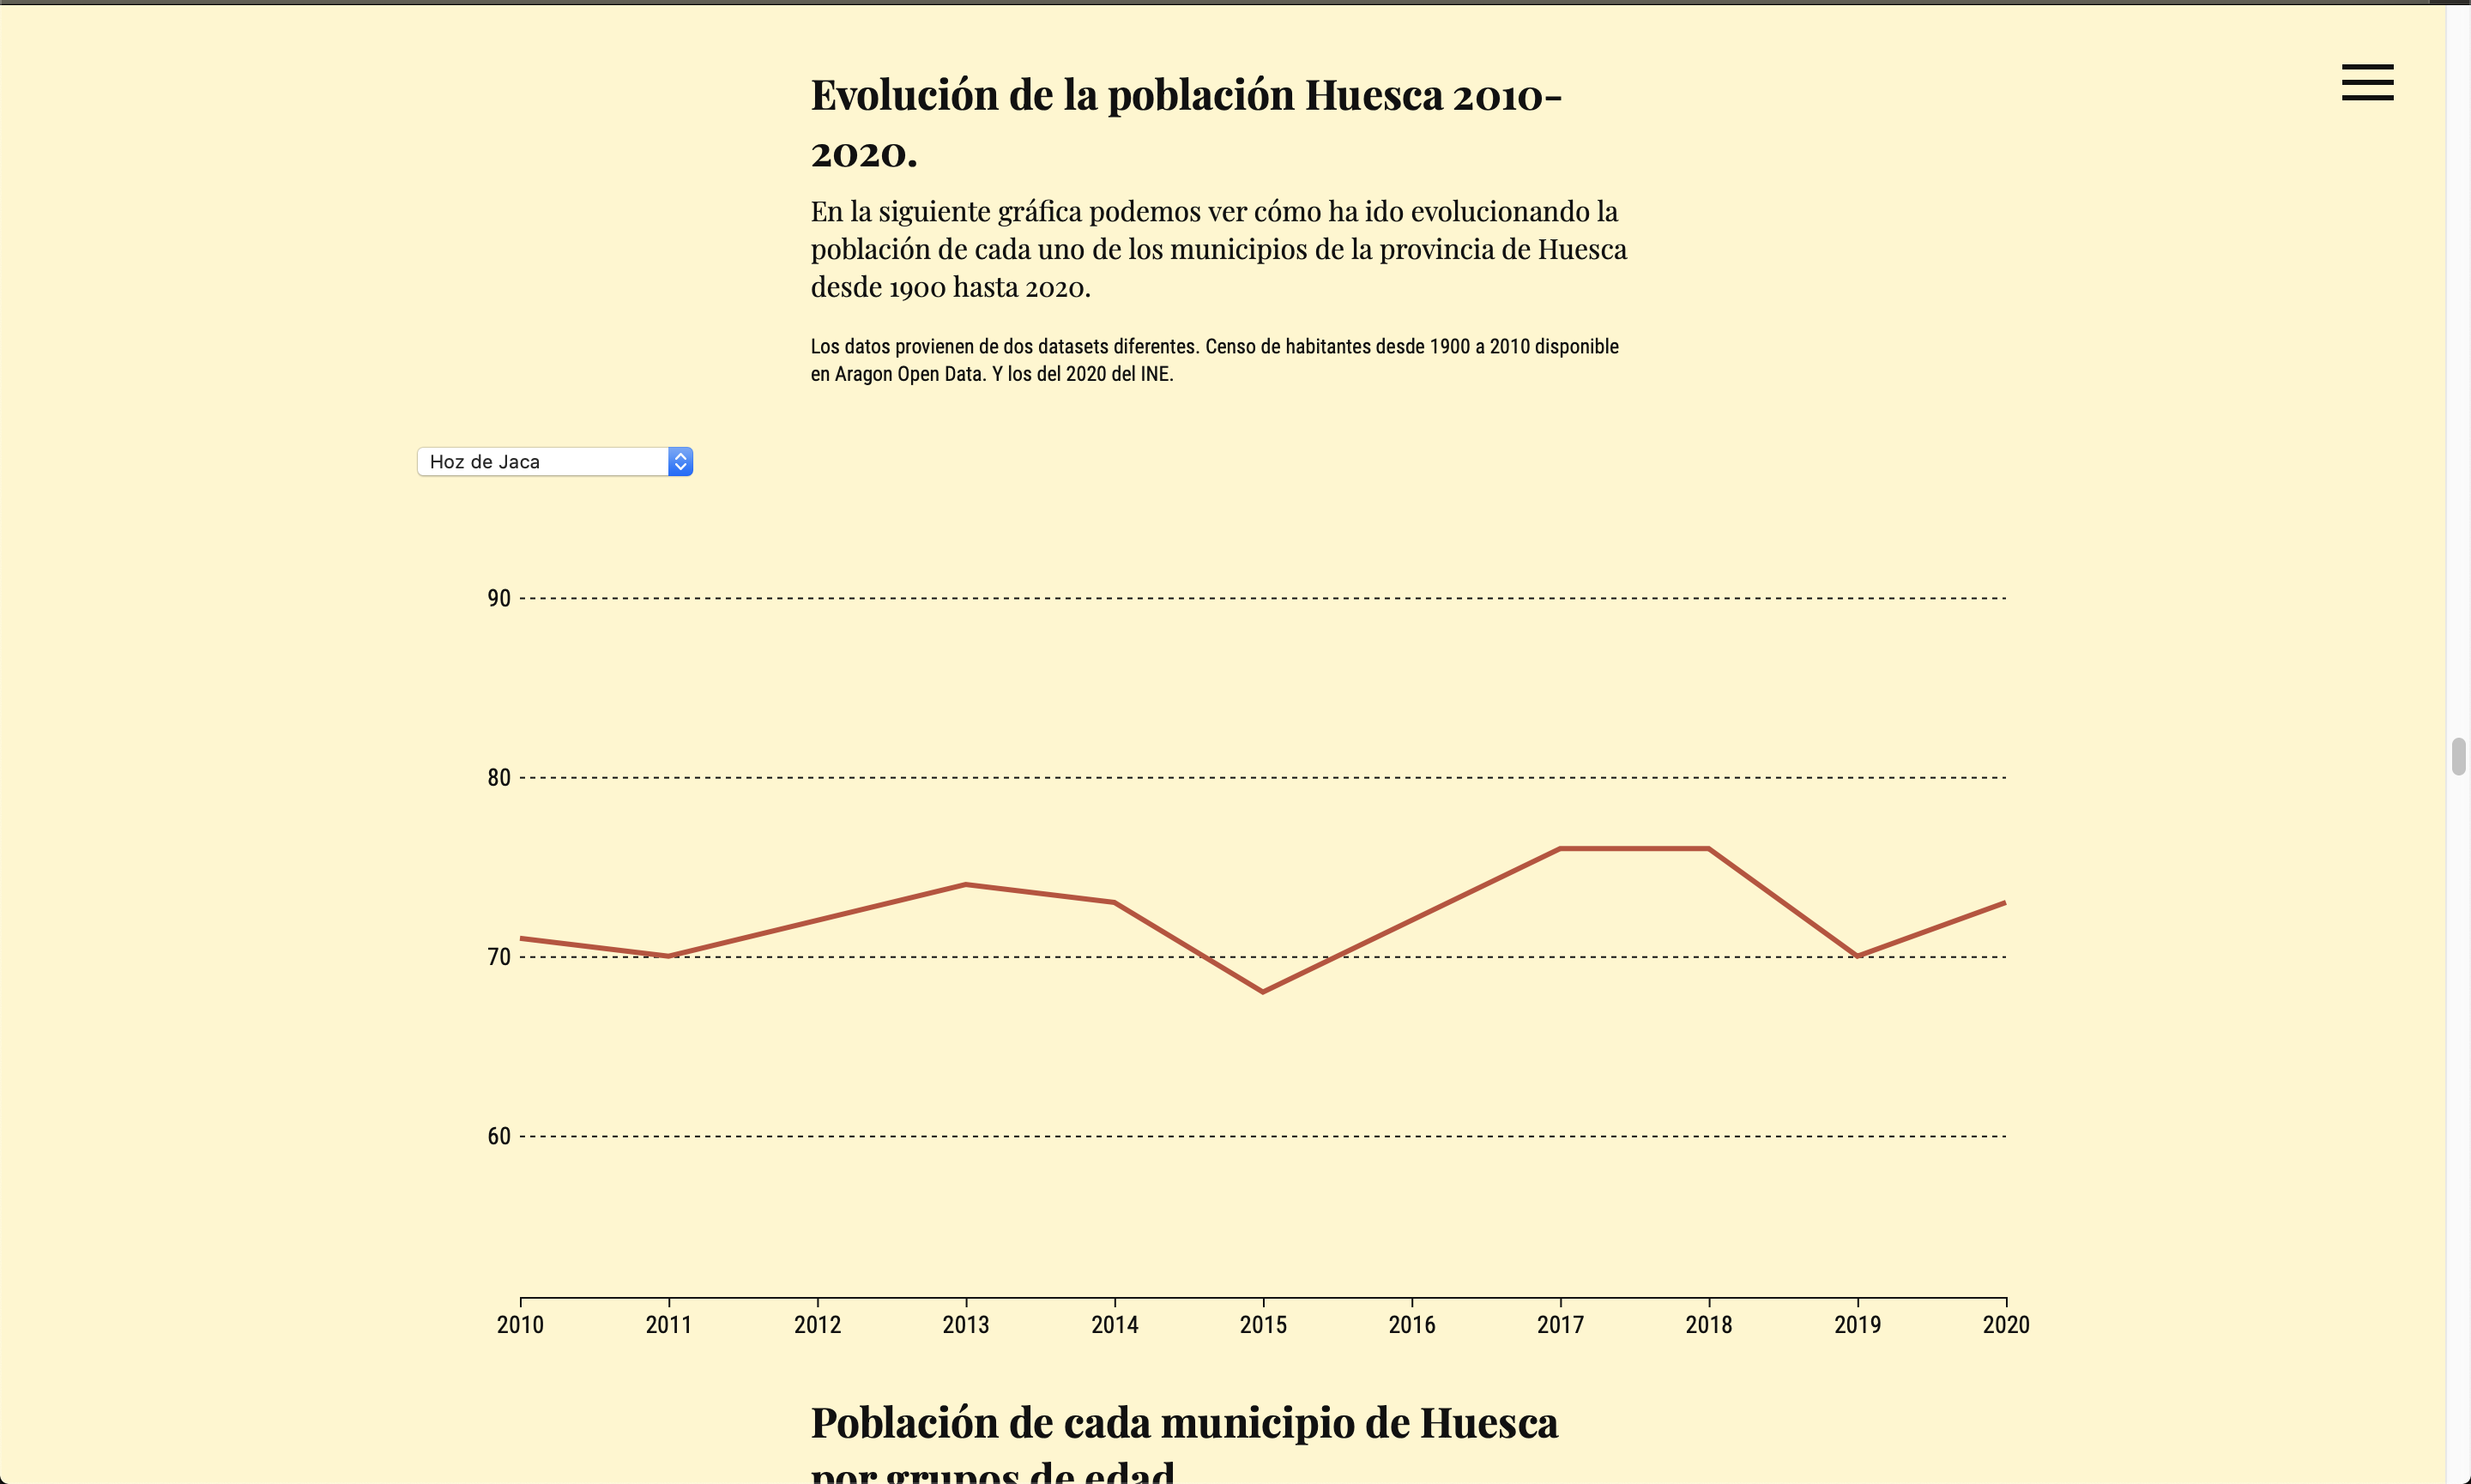 Evolución de la población Huesca 2010-
2020.
En la siguiente gráfica podemos ver cómo ha ido evolucionando la
población de cada uno de los municipios de la provincia de Huesca
desde 1900 hasta 2020.
Los datos provienen de dos datasets diferentes. Censo de habitantes desde 1900 a 2010 disponible
en Aragon Open Data. Y los del 2020 del INE.
Hoz de Jaca
90
80
70
60
2010 2011 2012 2013 2014 2015 2016 2017 2018 2019 2020
Población de cada municipio de Huesca
por grupos de edad